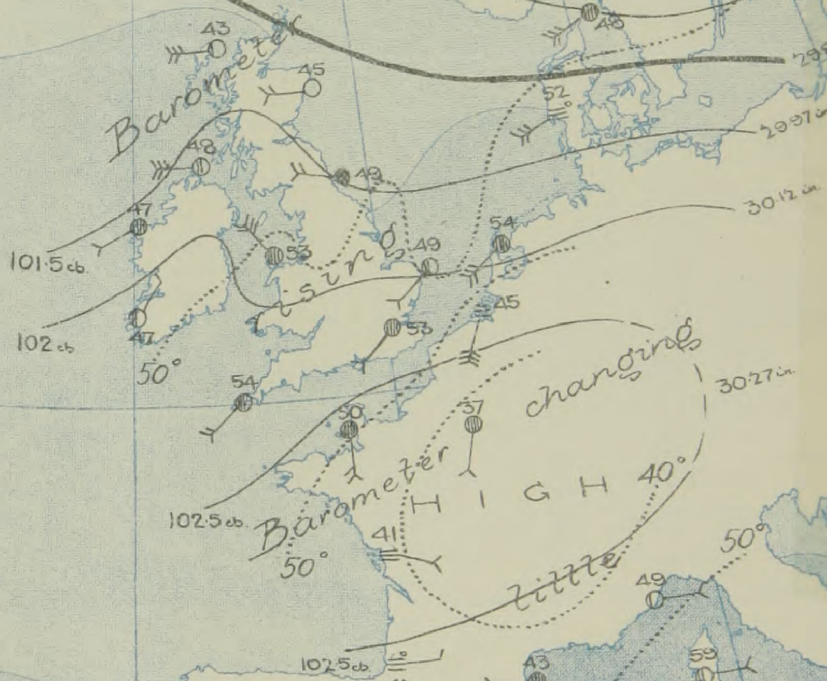 43
Barometer
45
48
52
29.97 in
48
49
47
30.12 in.
54
53
49
101.5 cb.
rising
45
53
102 cb
47
50°
changing
30.27 in.
54
50
37
Barometer
HIGH
40°
102.5 cb.
41
50°
50°
little
49
102.5 cb.
43
59